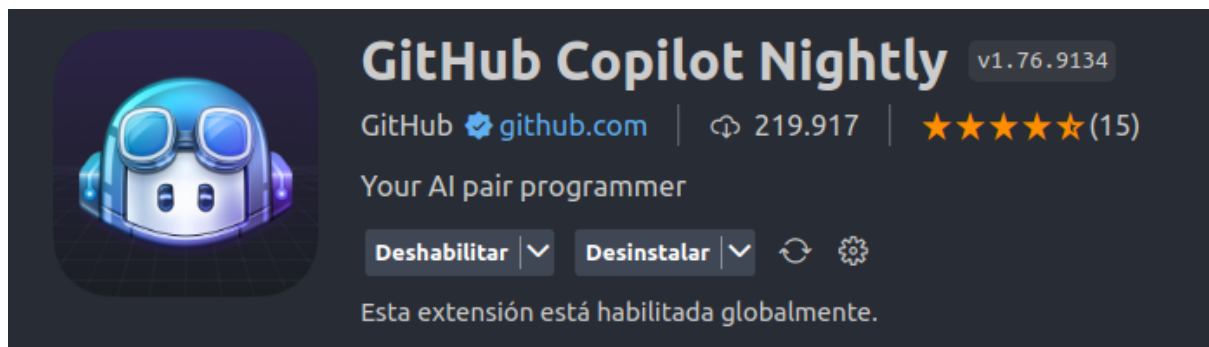 GitHub Copilot Nightly v1.76.9134
GitHub github.com 219.917 (15)
Your AI pair programmer
Deshabilitar Desinstalar
Esta extensión está habilitada globalmente.